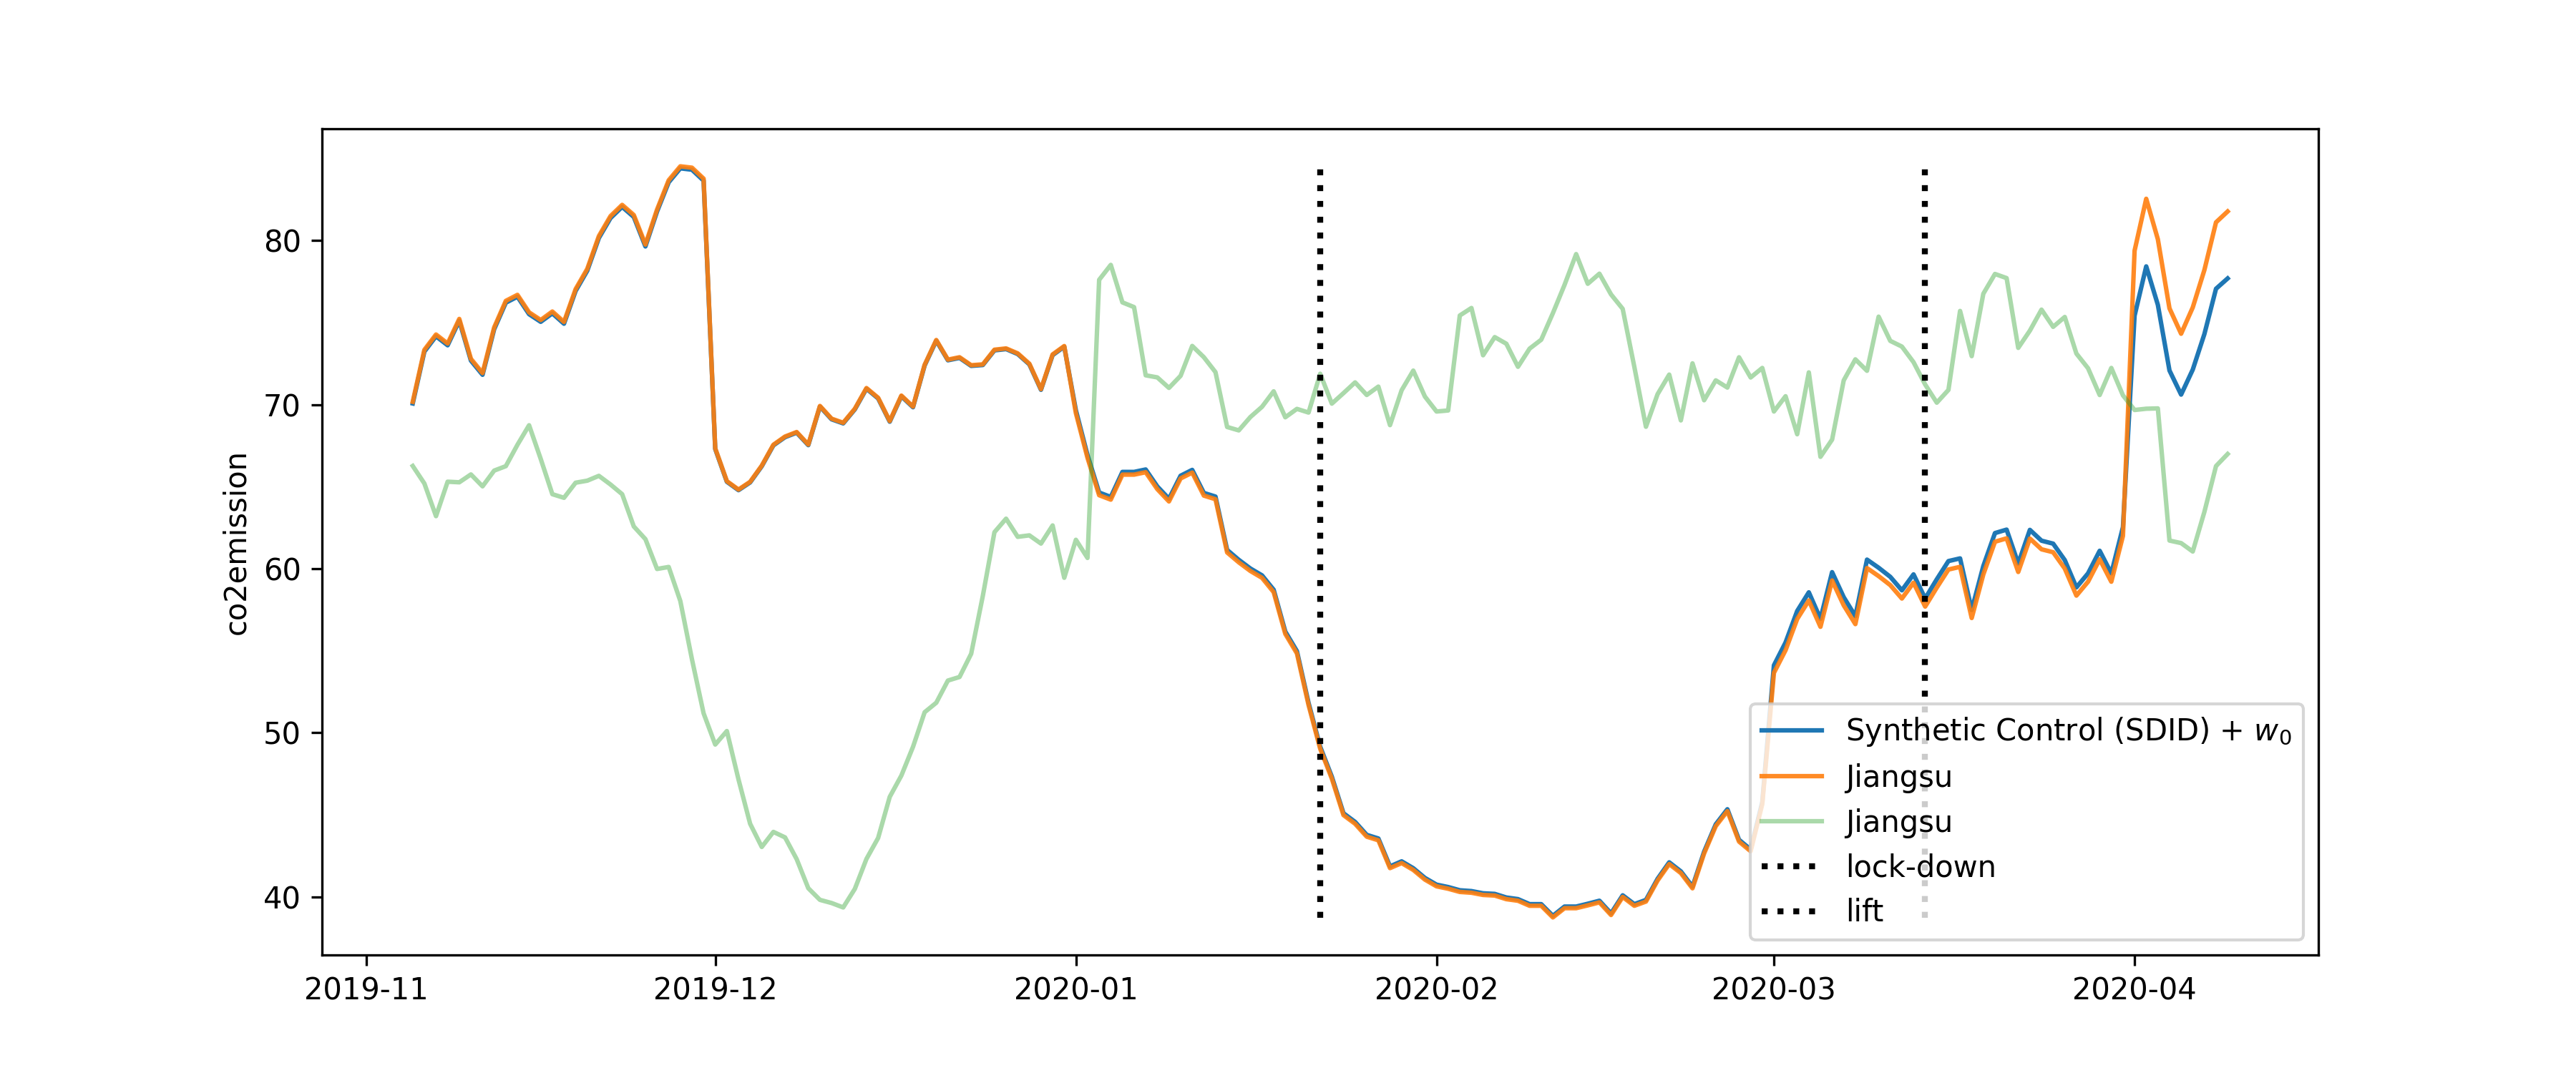 80
70
60
50
40
co2emission
Synthetic Control (SDID) + w₀
Jiangsu
Jiangsu
lock-down
lift
2019-11 2019-12 2020-01 2020-02 2020-03 2020-04